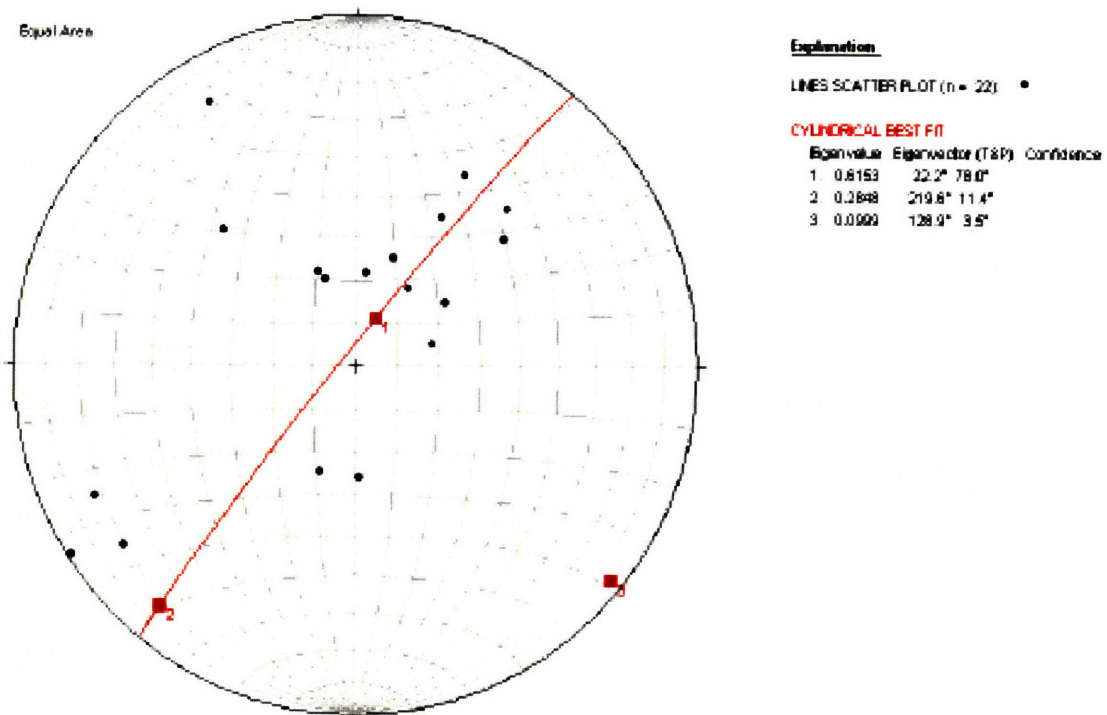 Equal Area
Explanation
LINES SCATTER PLOT (n = 22)
CYLINDRICAL BEST FIT
Eigenvalue Eigenvector (T&P) Confidence
1. 0.6153 22.2° 78.0°
2. 0.2848 219.6° 11.4°
3. 0.0999 128.9° 3.5°
1
2
3